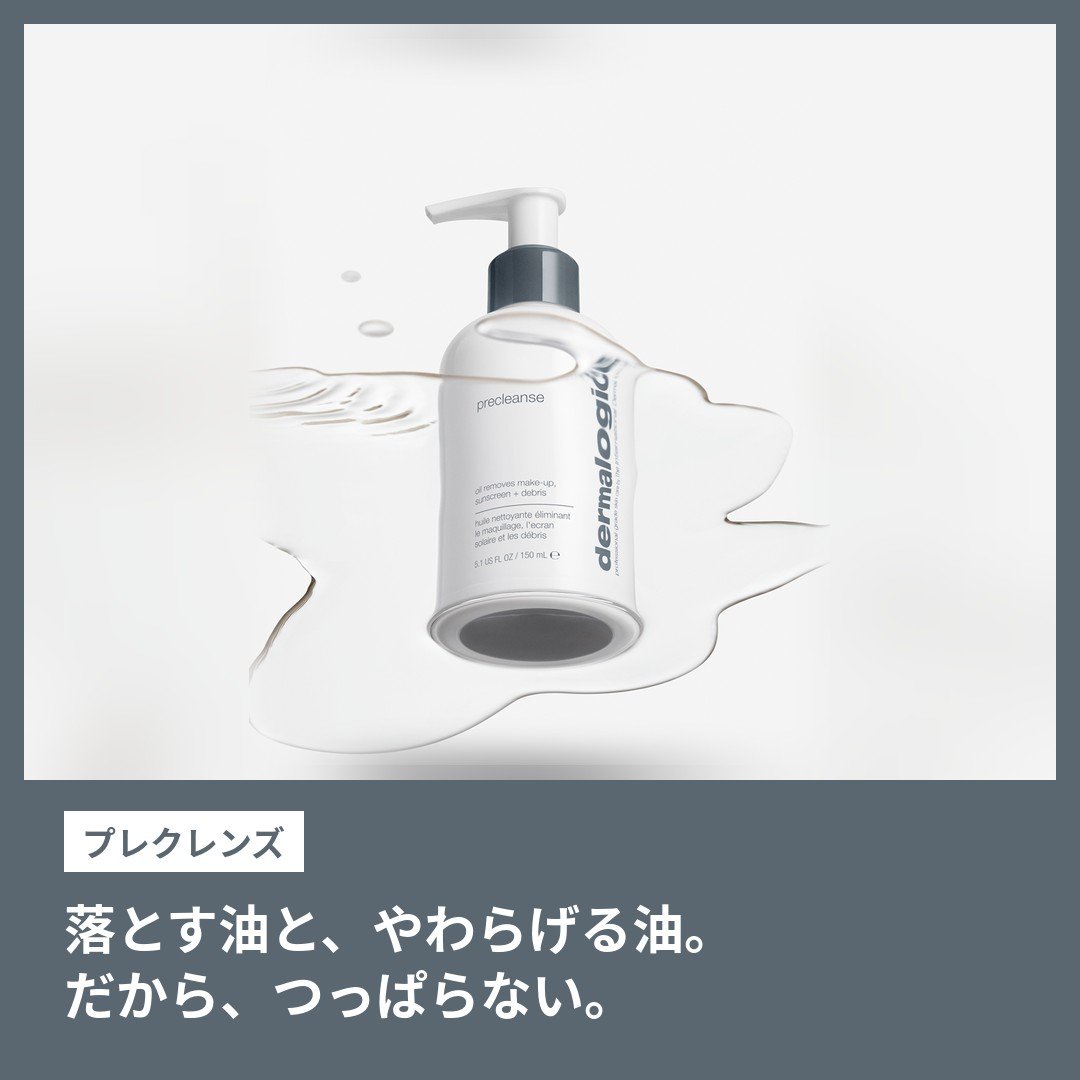 precleanse
oil removes make-up,
sunscreen + debris
huile nettoyante éliminant
le maquillage, l'ecran
solaire et les débris
5.1 US FL OZ / 150 mL ℮
dermalogica
プレクレンズ
落とす油と、やわらげる油。
だから、つっぱらない。